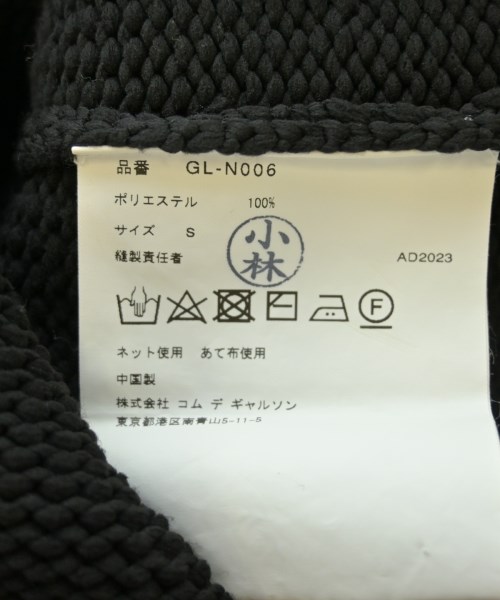 品番 GL-N006
ポリエステル 100%
サイズ S
縫製責任者 小林 AD2023
F
ネット使用 あて布使用
中国製
株式会社 コム デ ギャルソン
東京都港区南青山5-11-5